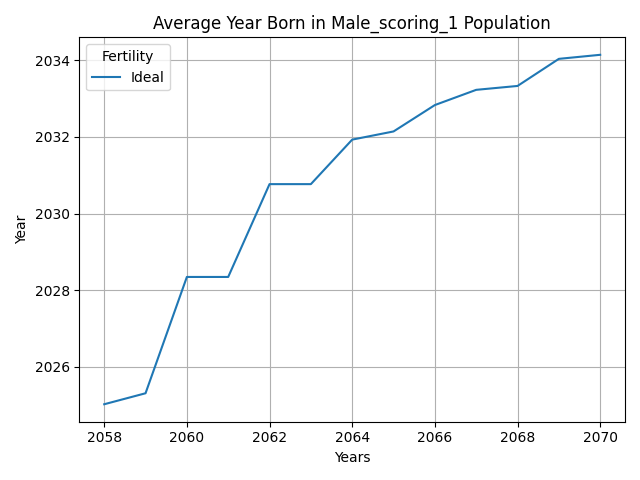 Average Year Born in Male_scoring_1 Population
Fertility
Ideal
2034
2032
2030
2028
2026
Year
2058 2060 2062 2064 2066 2068 2070
Years